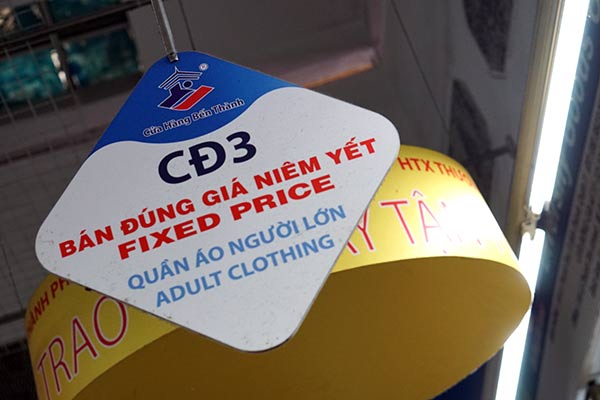 Cửa Hàng Bến Thành
CĐ3
BÁN ĐÚNG GIÁ NIÊM YẾT
FIXED PRICE
QUẦN ÁO NGƯỜI LỚN
ADULT CLOTHING
HTX
TRAO
TẬN